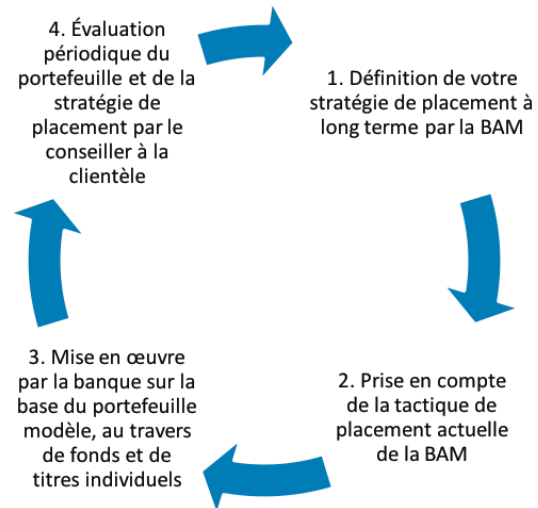 1. Définition de votre
stratégie de placement à
long terme par la BAM
2. Prise en compte
de la tactique de
placement actuelle
de la BAM
3. Mise en œuvre
par la banque sur la
base du portefeuille
modèle, au travers
de fonds et de
titres individuels
4. Évaluation
périodique du
portefeuille et de la
stratégie de
placement par le
conseiller à la
clientèle